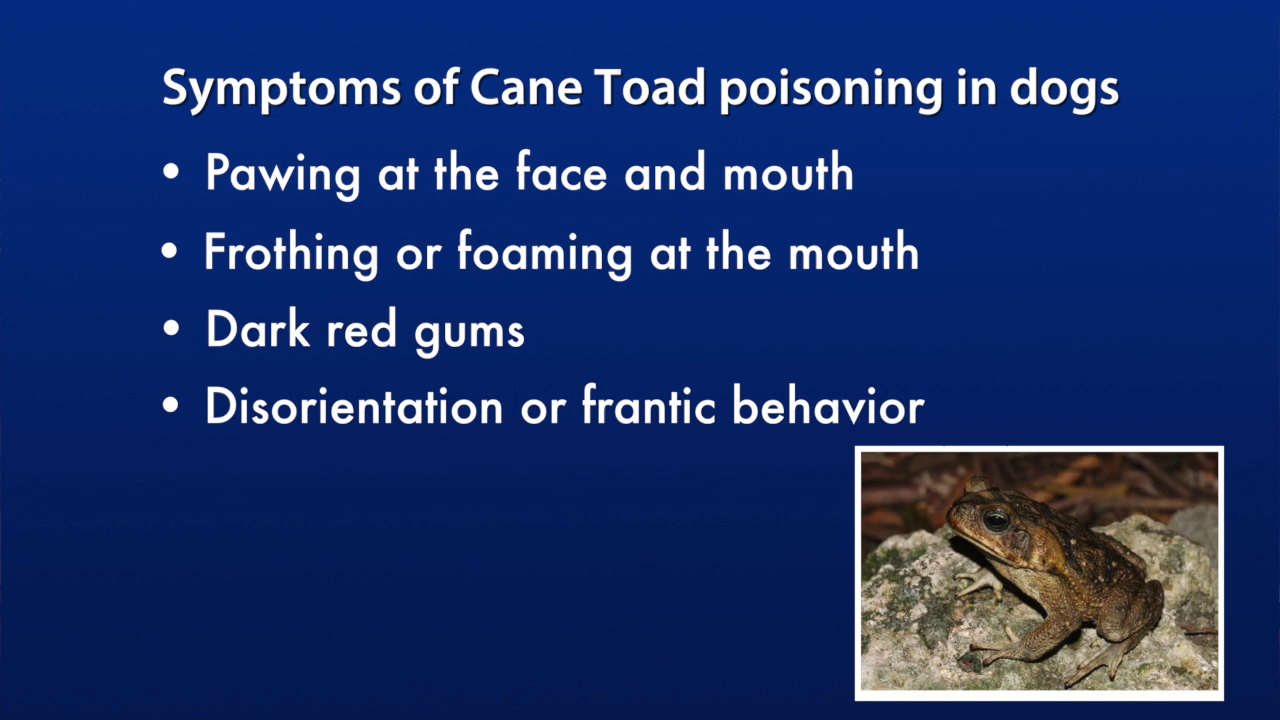 Symptoms of Cane Toad poisoning in dogs
• Pawing at the face and mouth
• Frothing or foaming at the mouth
• Dark red gums
• Disorientation or frantic behavior